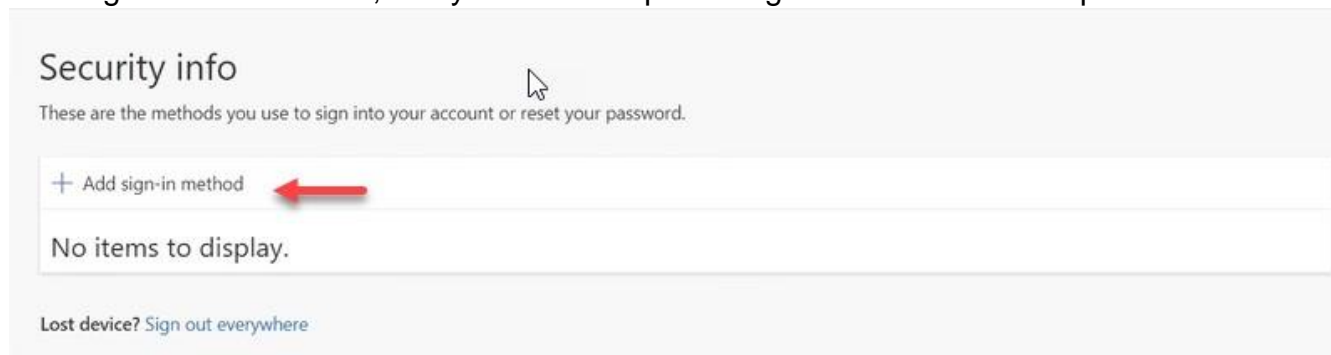 Security info
These are the methods you use to sign into your account or reset your password.
+ Add sign-in method
No items to display.
Lost device? Sign out everywhere